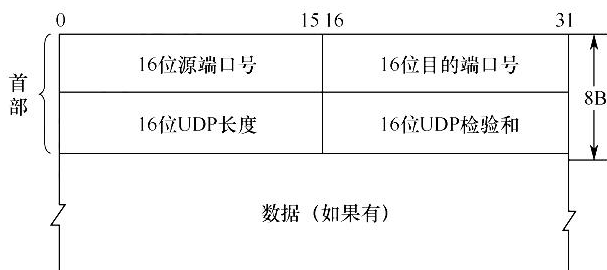 0 15 16 31
首部
16位源端口号 16位目的端口号
8B
16位UDP长度 16位UDP检验和
数据（如果有）